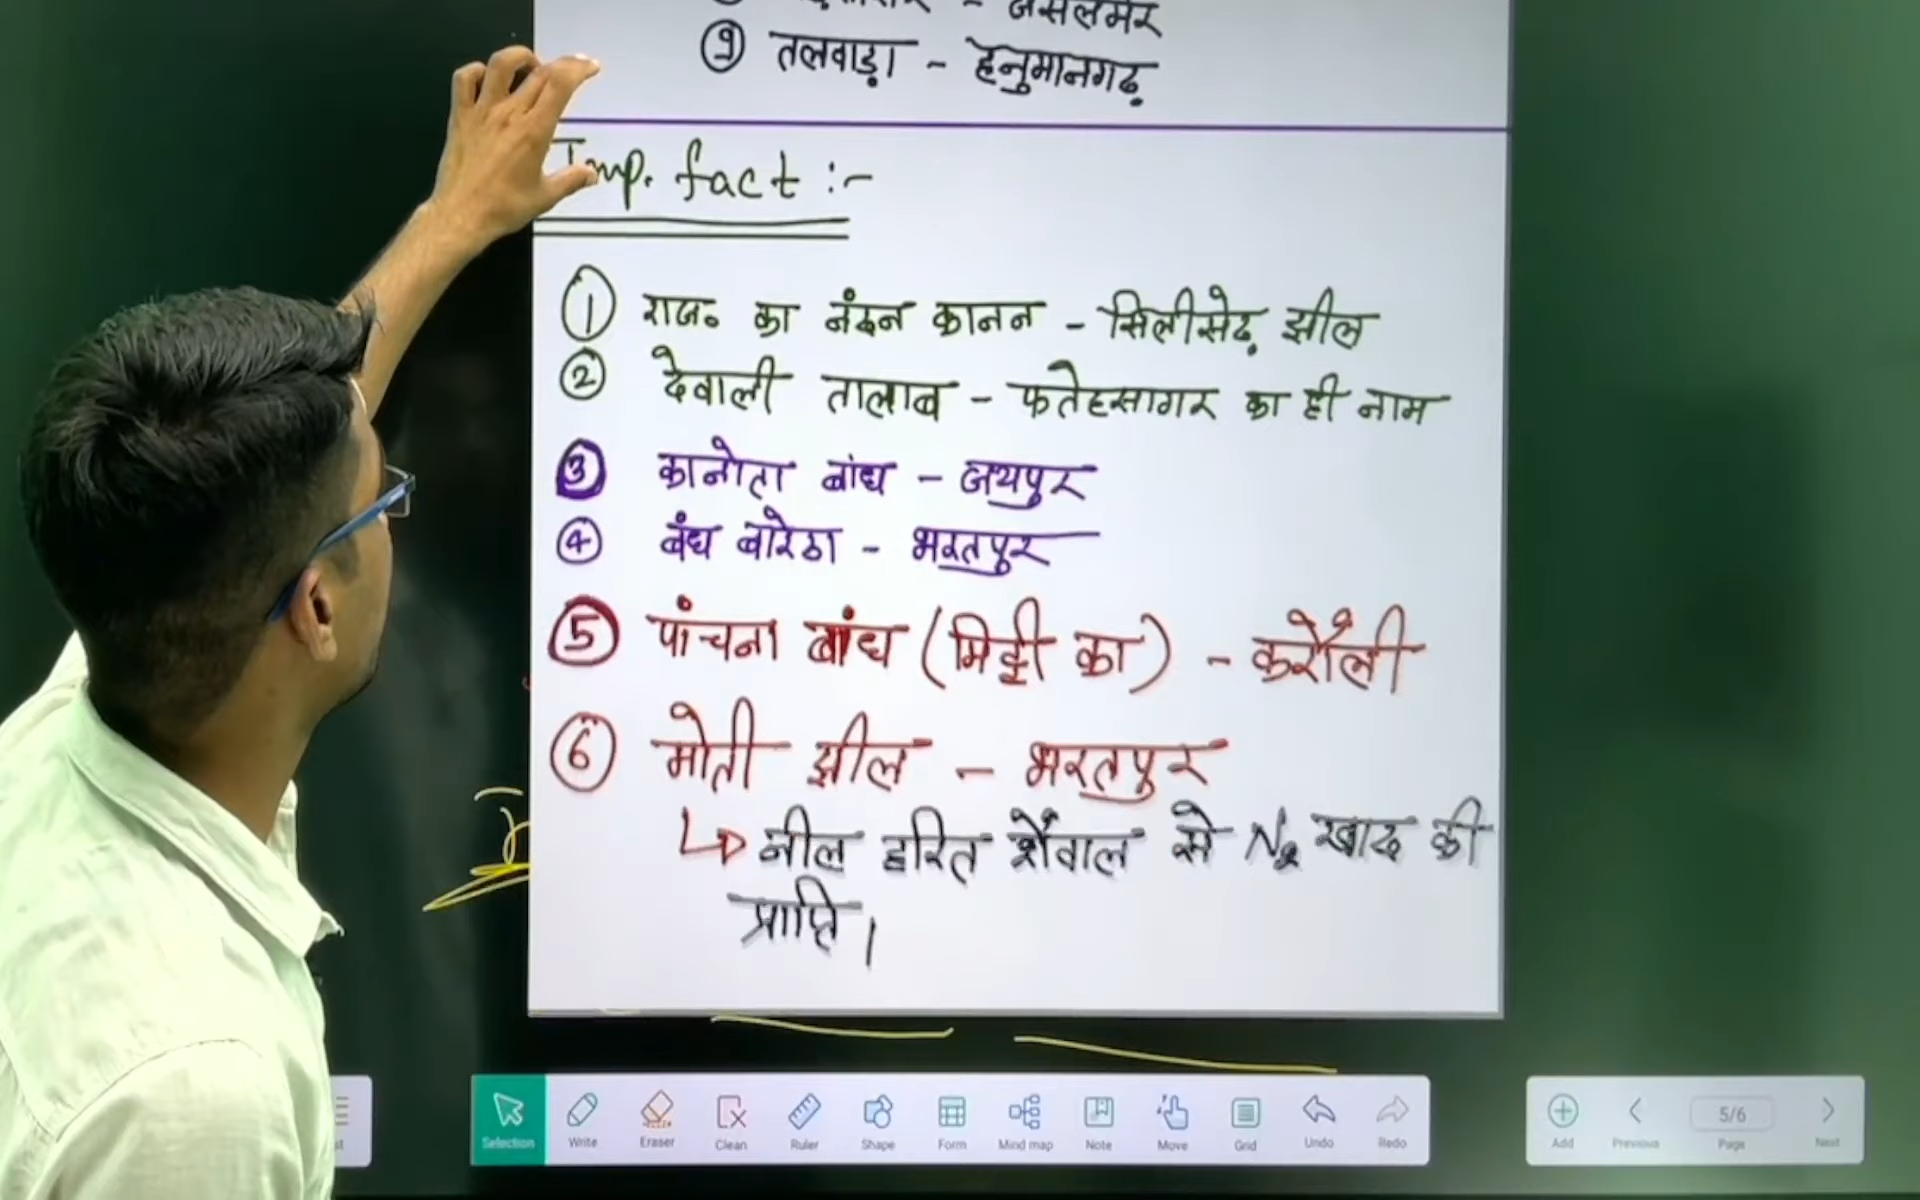 जैसलमेर
⑨ तलवाड़ा - हनुमानगढ़
Imp. fact :-
① राज० का नंदन कानन - सिलीसेढ़ झील
② देवाली तालाब - फतेहसागर का ही नाम
③ कानोता बांध - जयपुर
④ बंध बारेठा - भरतपुर
⑤ पांचना बांध (मिट्टी का) - करौली
⑥ मोती झील - भरतपुर
↳ नील हरित शैवाल से N₂ खाद की
प्राप्ति।
Selection Write Eraser Clean Ruler Shape Form Mind map Note Move Grid Undo Redo
Add Previous 5/6 Page Next